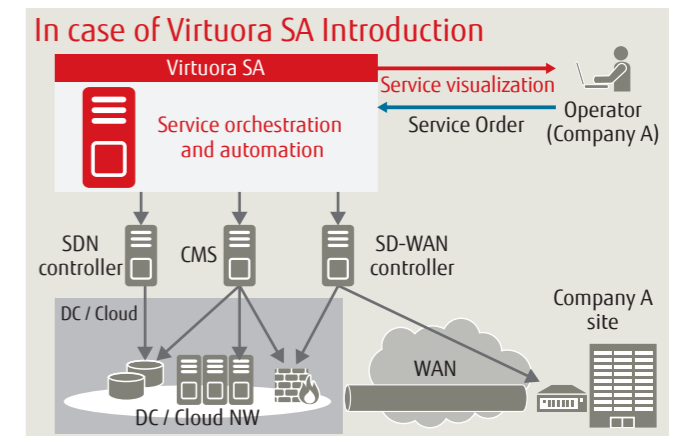 In case of Virtuora SA Introduction
Virtuora SA
Service visualization
Service orchestration
and automation
Service Order
Operator
(Company A)
SDN
controller
CMS
SD-WAN
controller
Company A
site
DC / Cloud
WAN
DC / Cloud NW